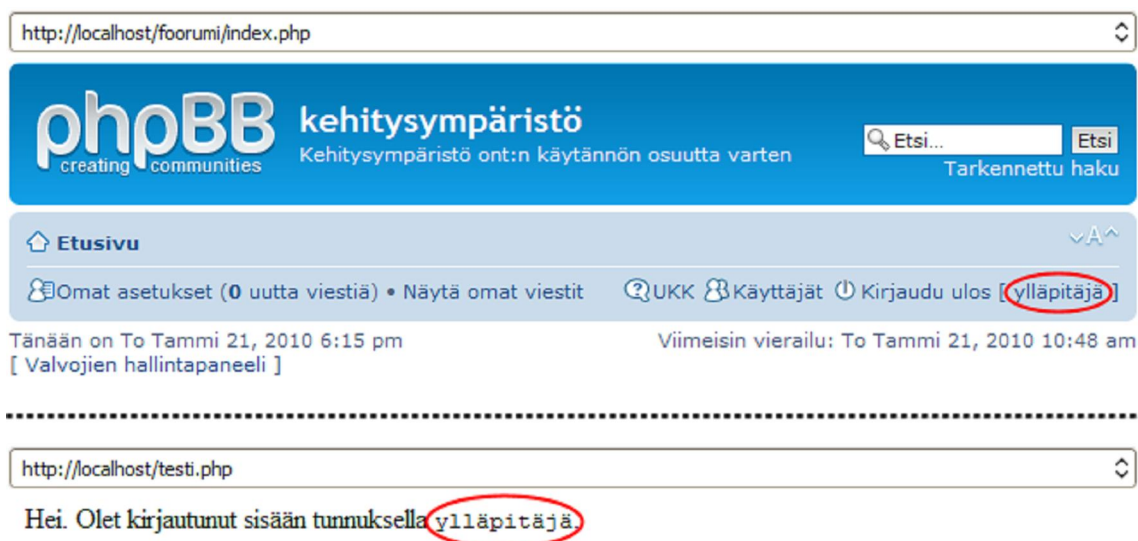 http://localhost/foorumi/index.php
phpBB
creating communities
kehitysympäristö
Kehitysympäristö ont:n käytännön osuutta varten
Etsi... Etsi
Tarkennettu haku
Etusivu
A
Omat asetukset (0 uutta viestiä) • Näytä omat viestit UKK Käyttäjät Kirjaudu ulos [ ylläpitäjä ]
Tänään on To Tammi 21, 2010 6:15 pm Viimeisin vierailu: To Tammi 21, 2010 10:48 am
[ Valvojien hallintapaneeli ]
http://localhost/testi.php
Hei. Olet kirjautunut sisään tunnuksella ylläpitäjä.